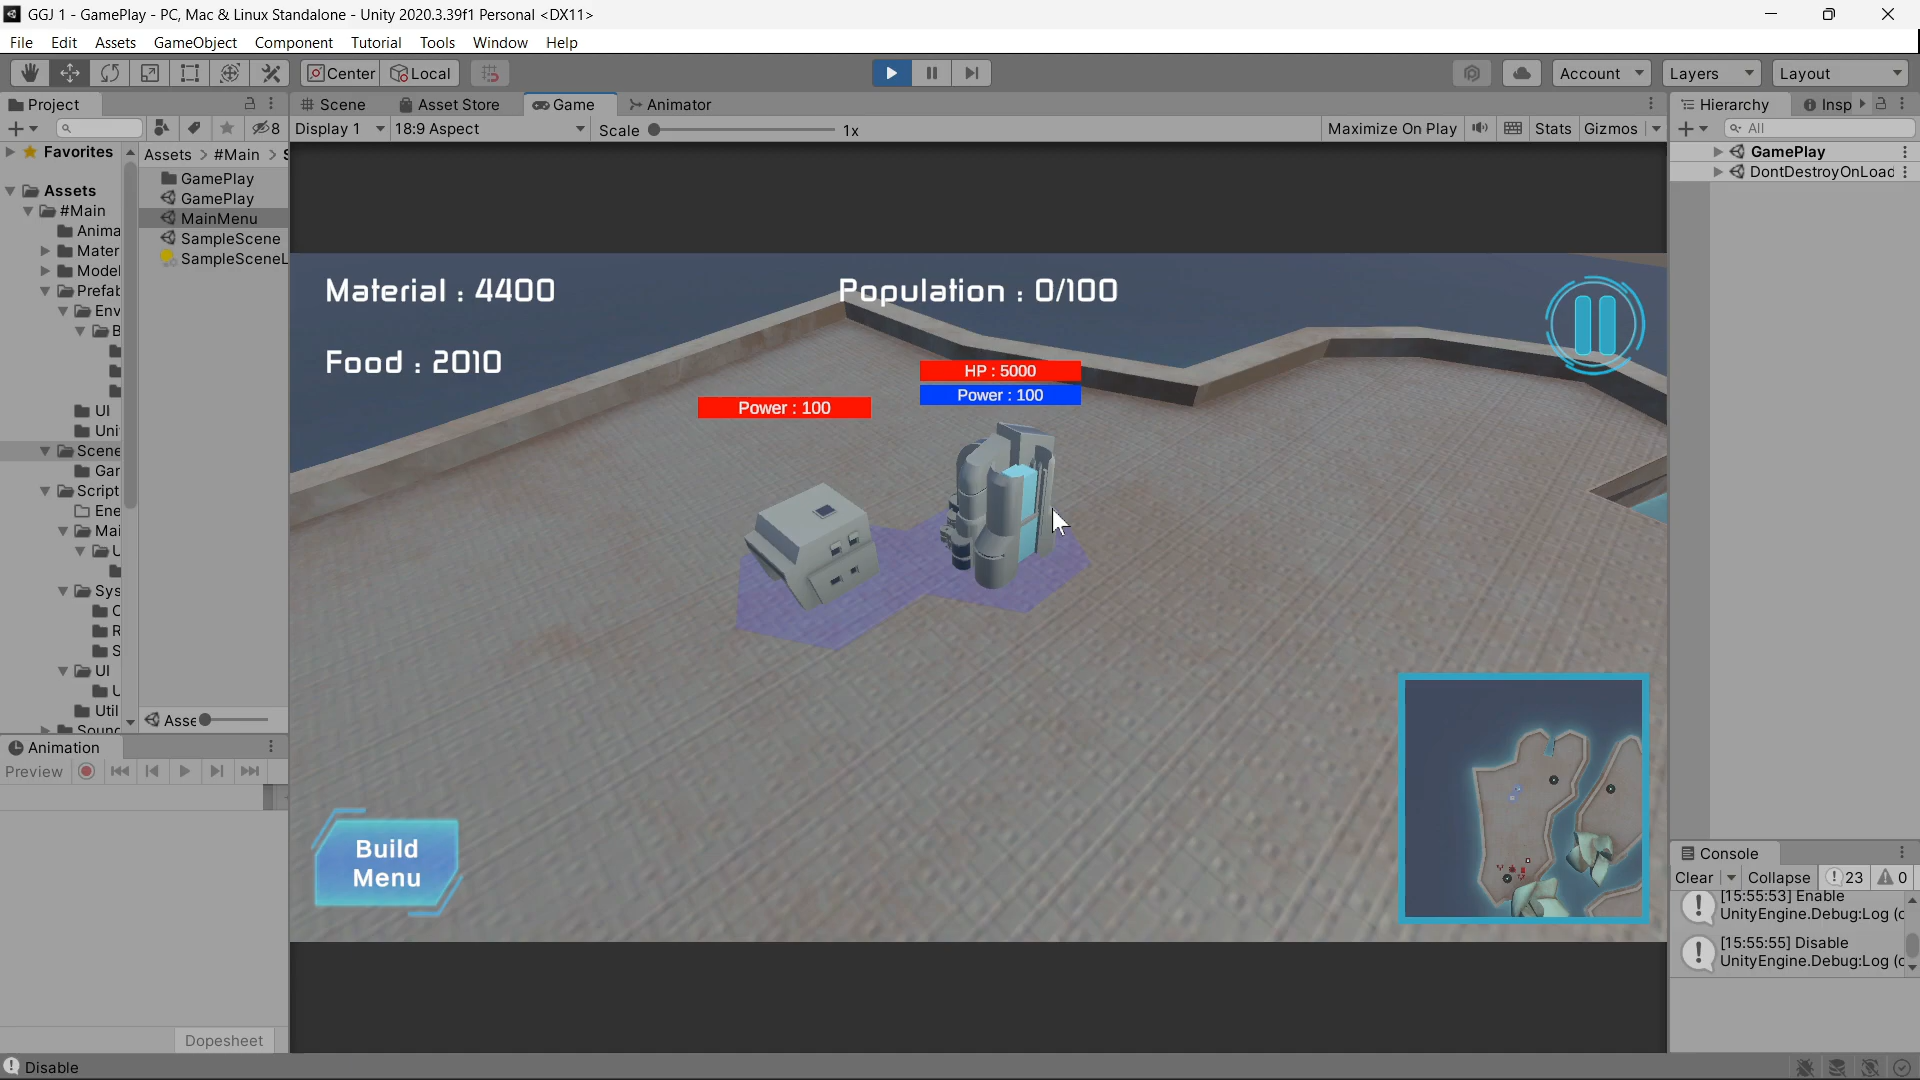 GGJ 1 - GamePlay - PC, Mac & Linux Standalone - Unity 2020.3.39f1 Personal <DX11>
File Edit Assets GameObject Component Tutorial Tools Window Help
Center Local Account Layers Layout
Project Scene Asset Store Game Animator Hierarchy Insp
8 Display 1 18:9 Aspect Scale 1x Maximize On Play Stats Gizmos All
Favorites
Assets
#Main
Anima
Mater
Model
Prefab
Env
B
UI
Uni
Scene
Gar
Script
Ene
Mai
U
Sys
C
R
S
UI
U
Util
Assets > #Main >
GamePlay
GamePlay
MainMenu
SampleScene
SampleSceneL
Asse
Material : 4400
Population : 0/100
Food : 2010
HP : 5000
Power : 100
Power : 100
Build
Menu
GamePlay
DontDestroyOnLoad
Animation
Preview
Dopesheet
Console
Clear Collapse 23 0
[15:55:53] Enable
UnityEngine.Debug:Log (
[15:55:55] Disable
UnityEngine.Debug:Log (
Disable